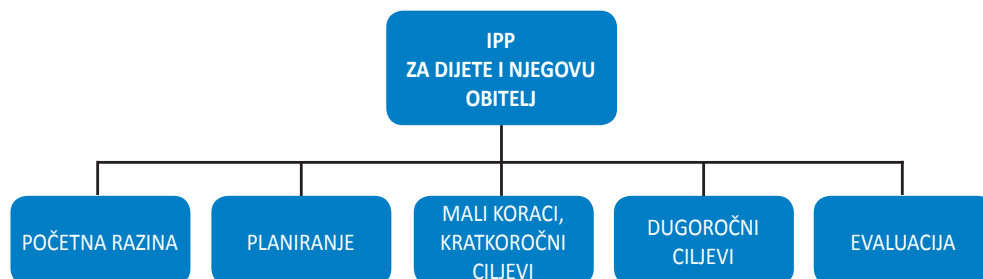 IPP
ZA DIJETE I NJEGOVU
OBITELJ
POČETNA RAZINA
PLANIRANJE
MALI KORACI,
KRATKOROČNI
CILJEVI
DUGOROČNI
CILJEVI
EVALUACIJA